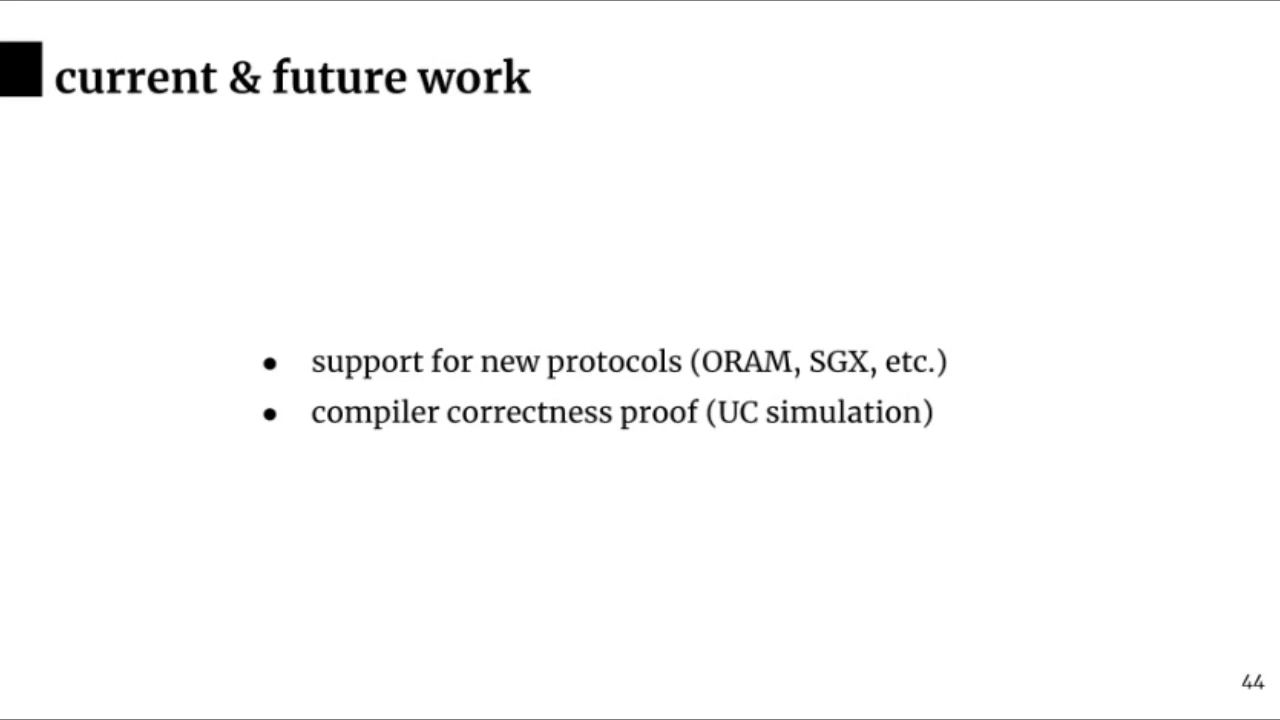 current & future work
● support for new protocols (ORAM, SGX, etc.)
● compiler correctness proof (UC simulation)
44